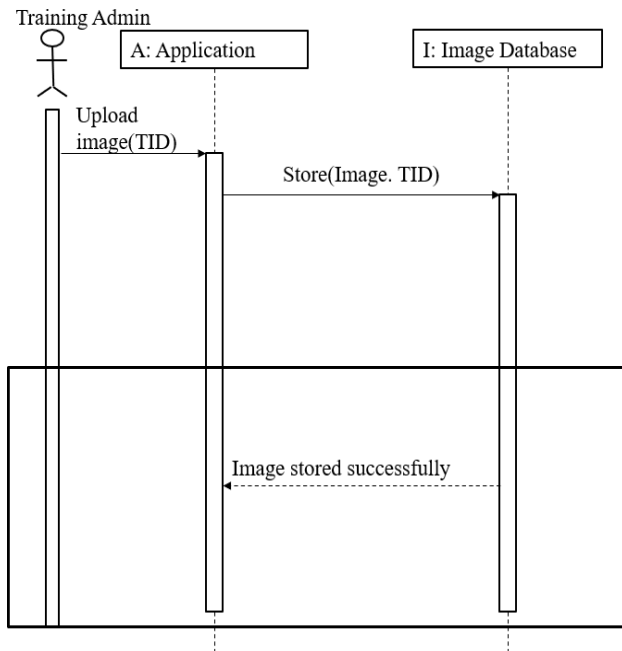 Training Admin
A: Application
I: Image Database
Upload
image(TID)
Store(Image. TID)
Image stored successfully